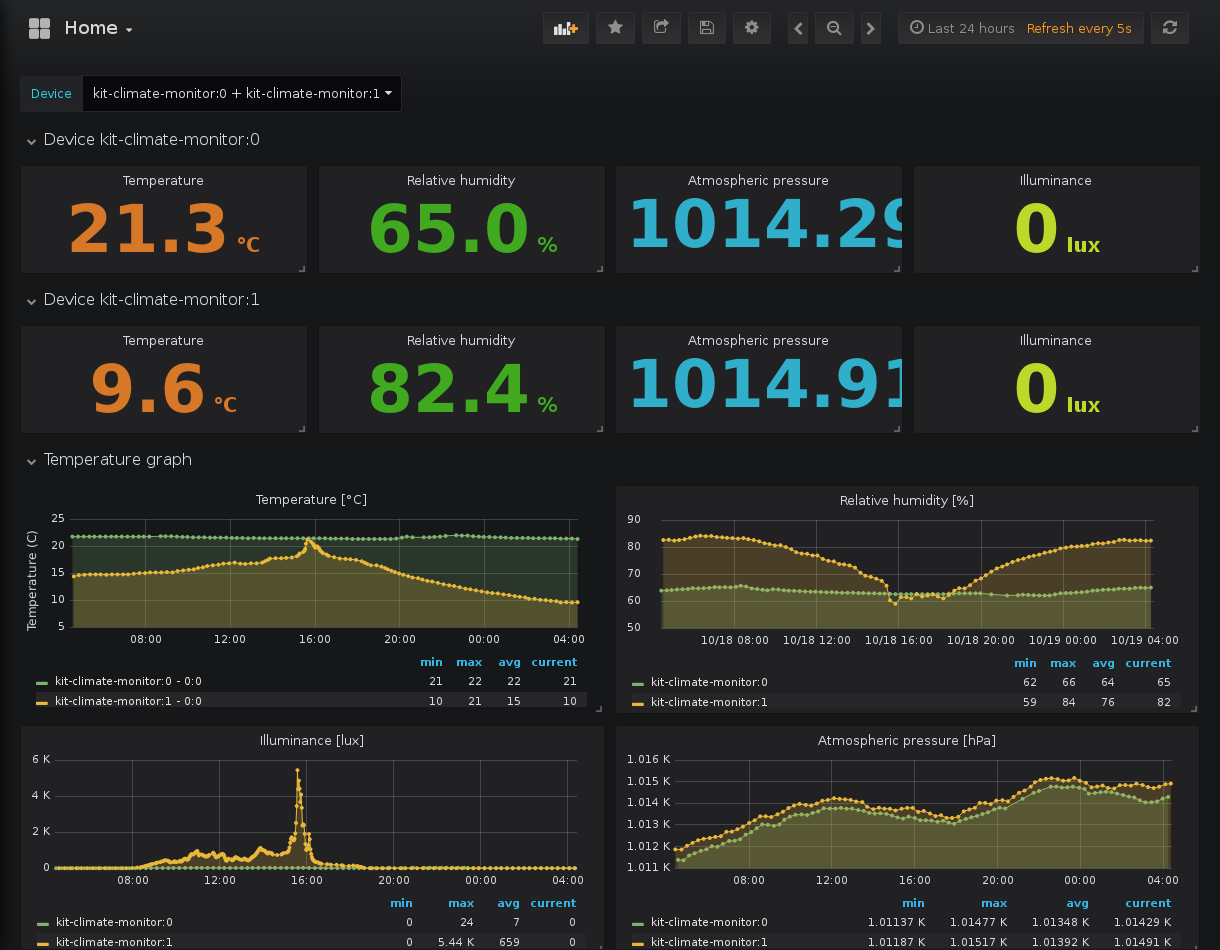 Home
Last 24 hours Refresh every 5s
Device kit-climate-monitor:0 + kit-climate-monitor:1
Device kit-climate-monitor:0
Temperature Relative humidity Atmospheric pressure Illuminance
21.3 °C 65.0 % 1014.29 0 lux
Device kit-climate-monitor:1
Temperature Relative humidity Atmospheric pressure Illuminance
9.6 °C 82.4 % 1014.91 0 lux
Temperature graph
Temperature [°C]
Temperature (C)
25
20
15
10
5
08:00 12:00 16:00 20:00 00:00 04:00
min max avg current
kit-climate-monitor:0 - 0:0 21 22 22 21
kit-climate-monitor:1 - 0:0 10 21 15 10
Relative humidity [%]
90
80
70
60
50
10/18 08:00 10/18 12:00 10/18 16:00 10/18 20:00 10/19 00:00 10/19 04:00
min max avg current
kit-climate-monitor:0 62 66 64 65
kit-climate-monitor:1 59 84 76 82
Illuminance [lux]
6 K
4 K
2 K
0
08:00 12:00 16:00 20:00 00:00 04:00
min max avg current
kit-climate-monitor:0 0 24 7 0
kit-climate-monitor:1 0 5.44 K 659 0
Atmospheric pressure [hPa]
1.016 K
1.015 K
1.014 K
1.013 K
1.012 K
1.011 K
08:00 12:00 16:00 20:00 00:00 04:00
min max avg current
kit-climate-monitor:0 1.01137 K 1.01477 K 1.01348 K 1.01429 K
kit-climate-monitor:1 1.01187 K 1.01517 K 1.01392 K 1.01491 K